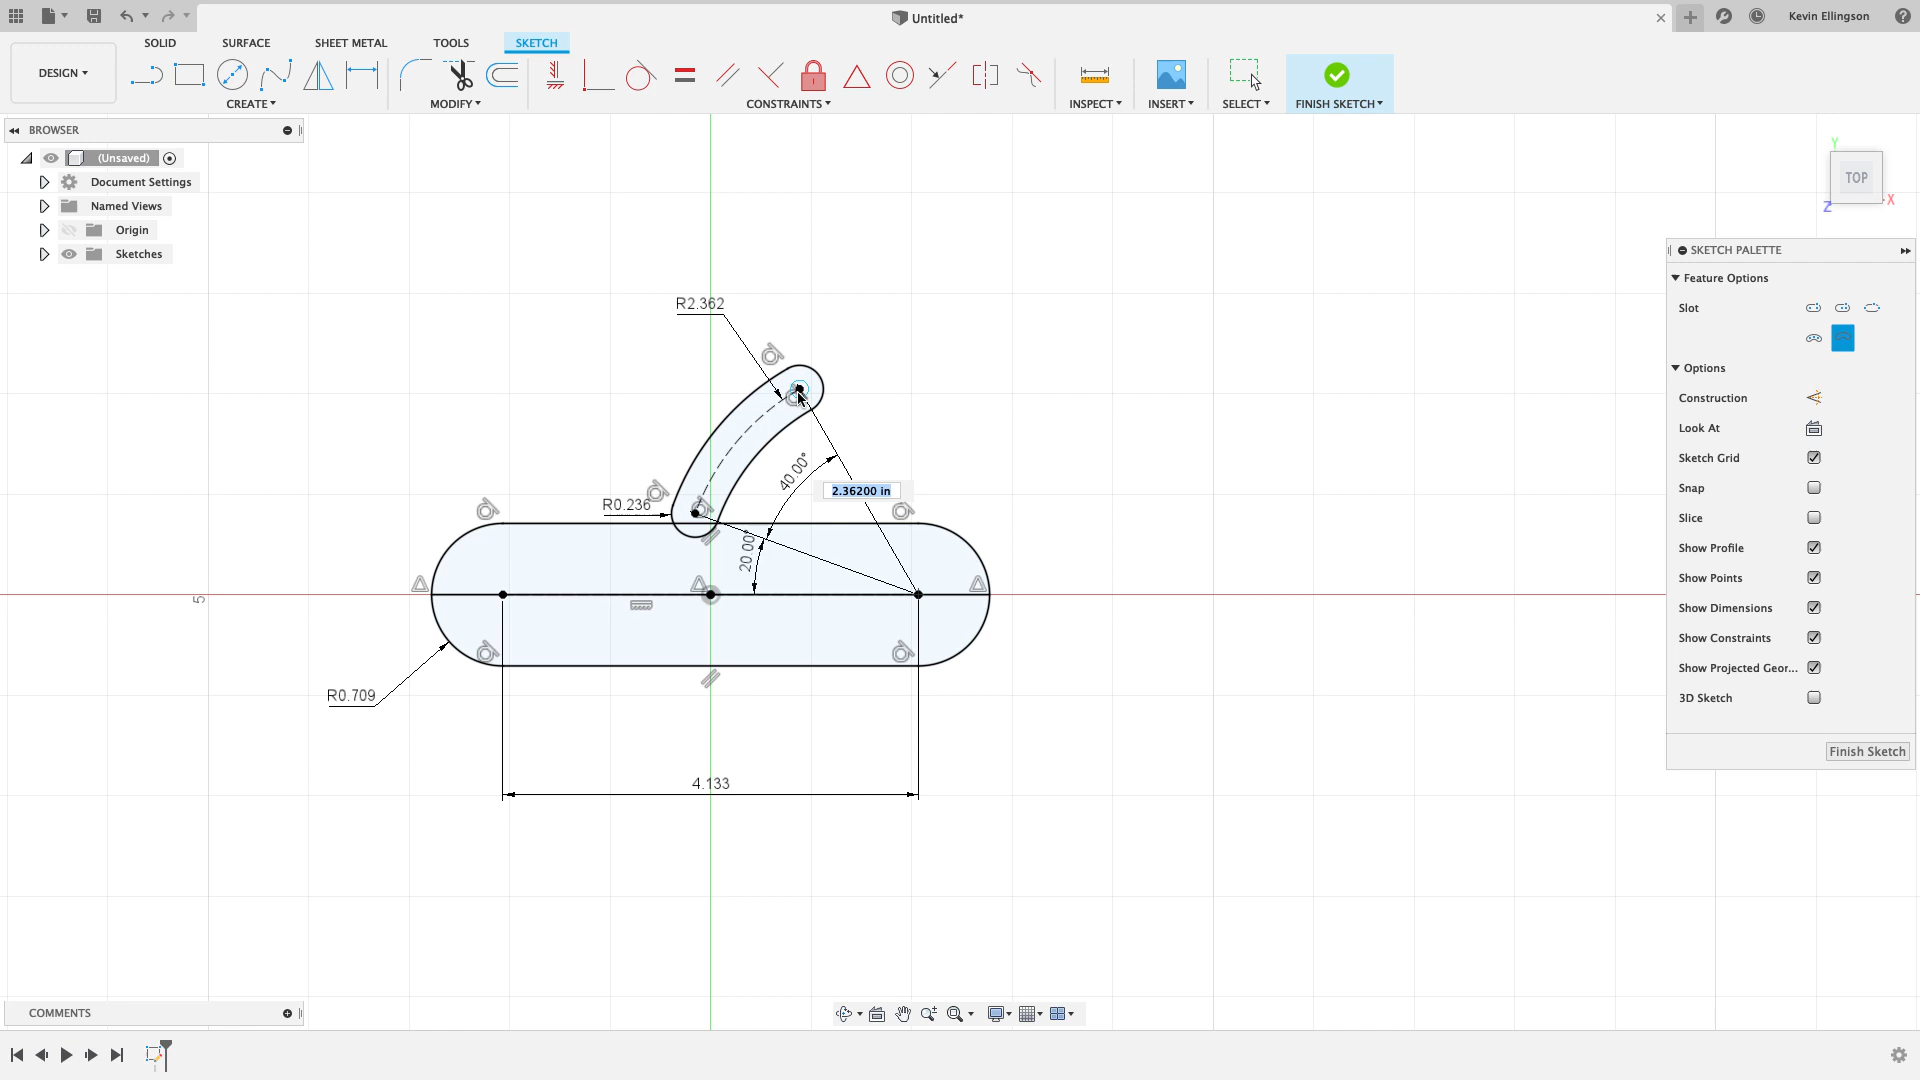 Untitled*
Kevin Ellingson
DESIGN
SOLID
SURFACE
SHEET METAL
TOOLS
SKETCH
CREATE
MODIFY
CONSTRAINTS
INSPECT
INSERT
SELECT
FINISH SKETCH
BROWSER
(Unsaved)
Document Settings
Named Views
Origin
Sketches
Y
TOP
X
Z
SKETCH PALETTE
Feature Options
Slot
Options
Construction
Look At
Sketch Grid
Snap
Slice
Show Profile
Show Points
Show Dimensions
Show Constraints
Show Projected Geor...
3D Sketch
Finish Sketch
R2.362
40.00°
2.36200 in
R0.236
20.00°
5
R0.709
4.133
COMMENTS